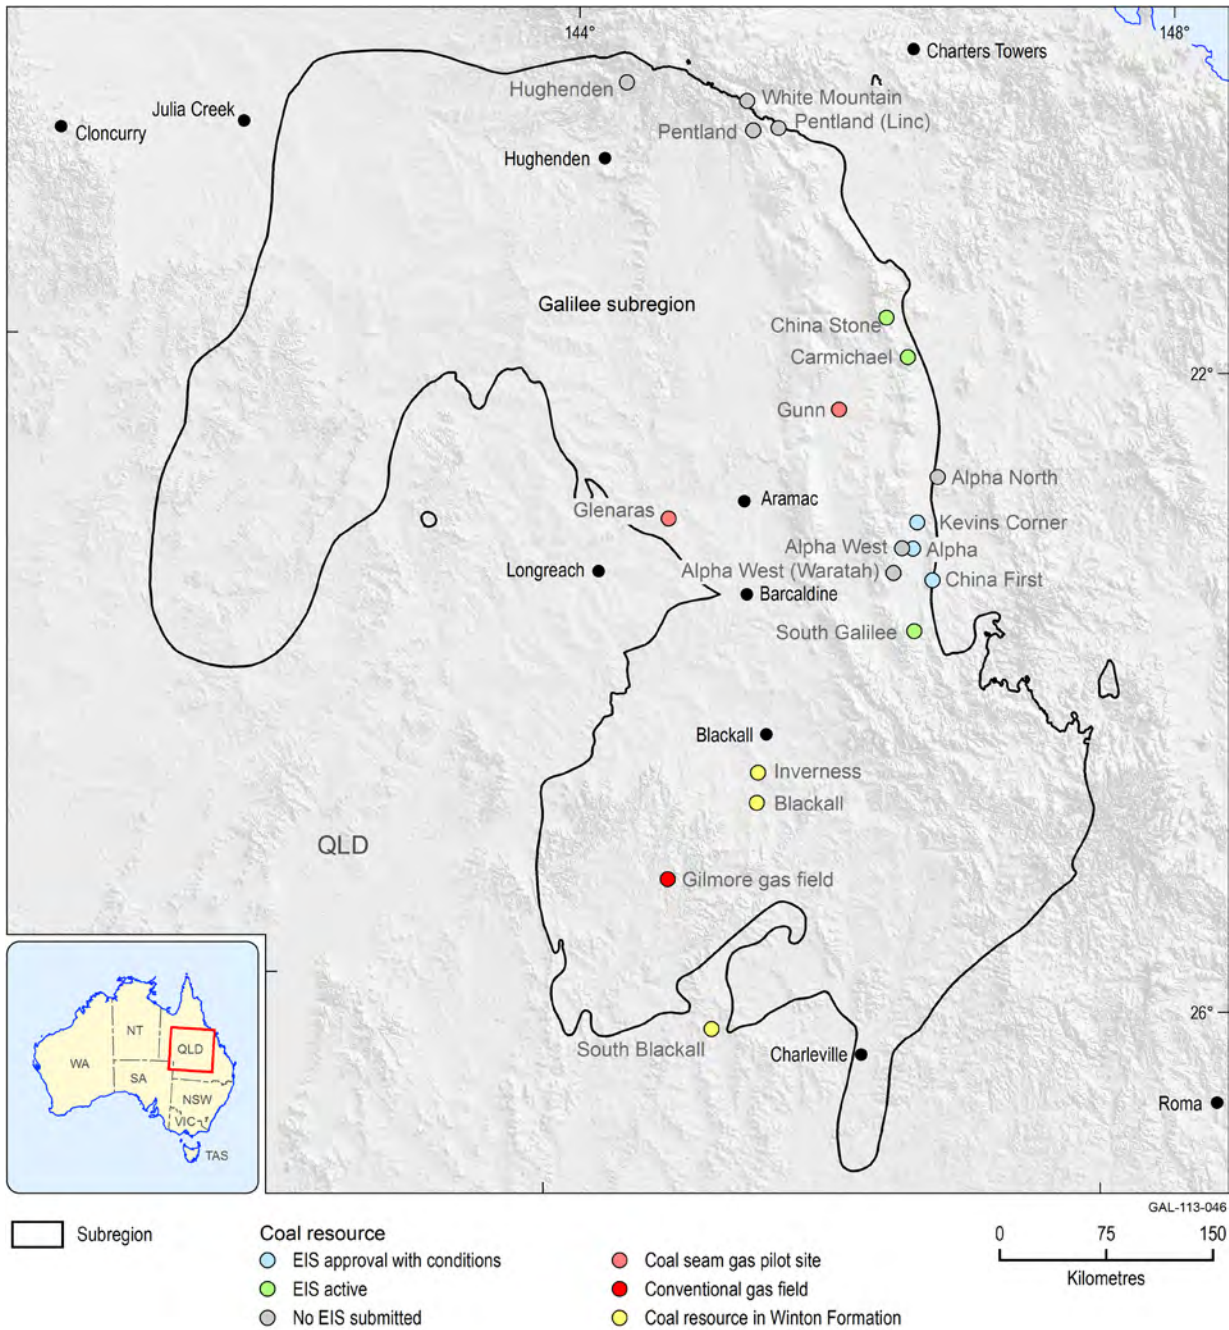 144°
148°
Charters Towers
Hughenden
White Mountain
Julia Creek
Cloncurry
Pentland
Pentland (Linc)
Hughenden
Galilee subregion
China Stone
Carmichael
22°
Gunn
Alpha North
Aramac
Glenaras
Kevins Corner
Alpha West
Alpha
Longreach
Alpha West (Waratah)
China First
Barcaldine
South Galilee
Blackall
Inverness
Blackall
QLD
Gilmore gas field
26°
South Blackall
Charleville
Roma
NT
QLD
WA
SA
NSW
VIC
TAS
GAL-113-046
Subregion
Coal resource
EIS approval with conditions
EIS active
No EIS submitted
Coal seam gas pilot site
Conventional gas field
Coal resource in Winton Formation
0 75 150
Kilometres